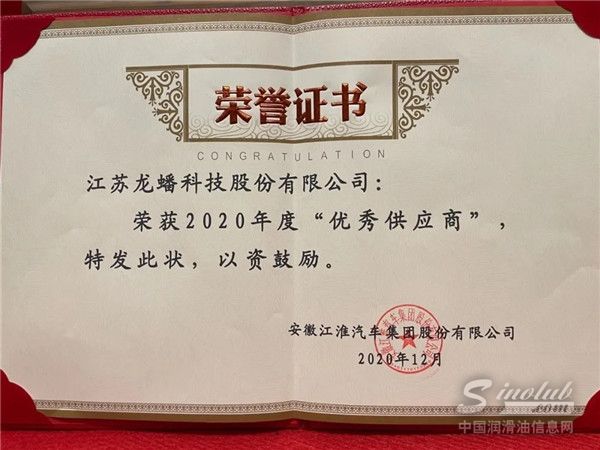 荣誉证书
CONGRATULATION
江苏龙蟠科技股份有限公司：
荣获2020年度“优秀供应商”，
特发此状，以资鼓励。
安徽江淮汽车集团股份有限公司
2020年12月
Sinolub
.com
中国润滑油信息网